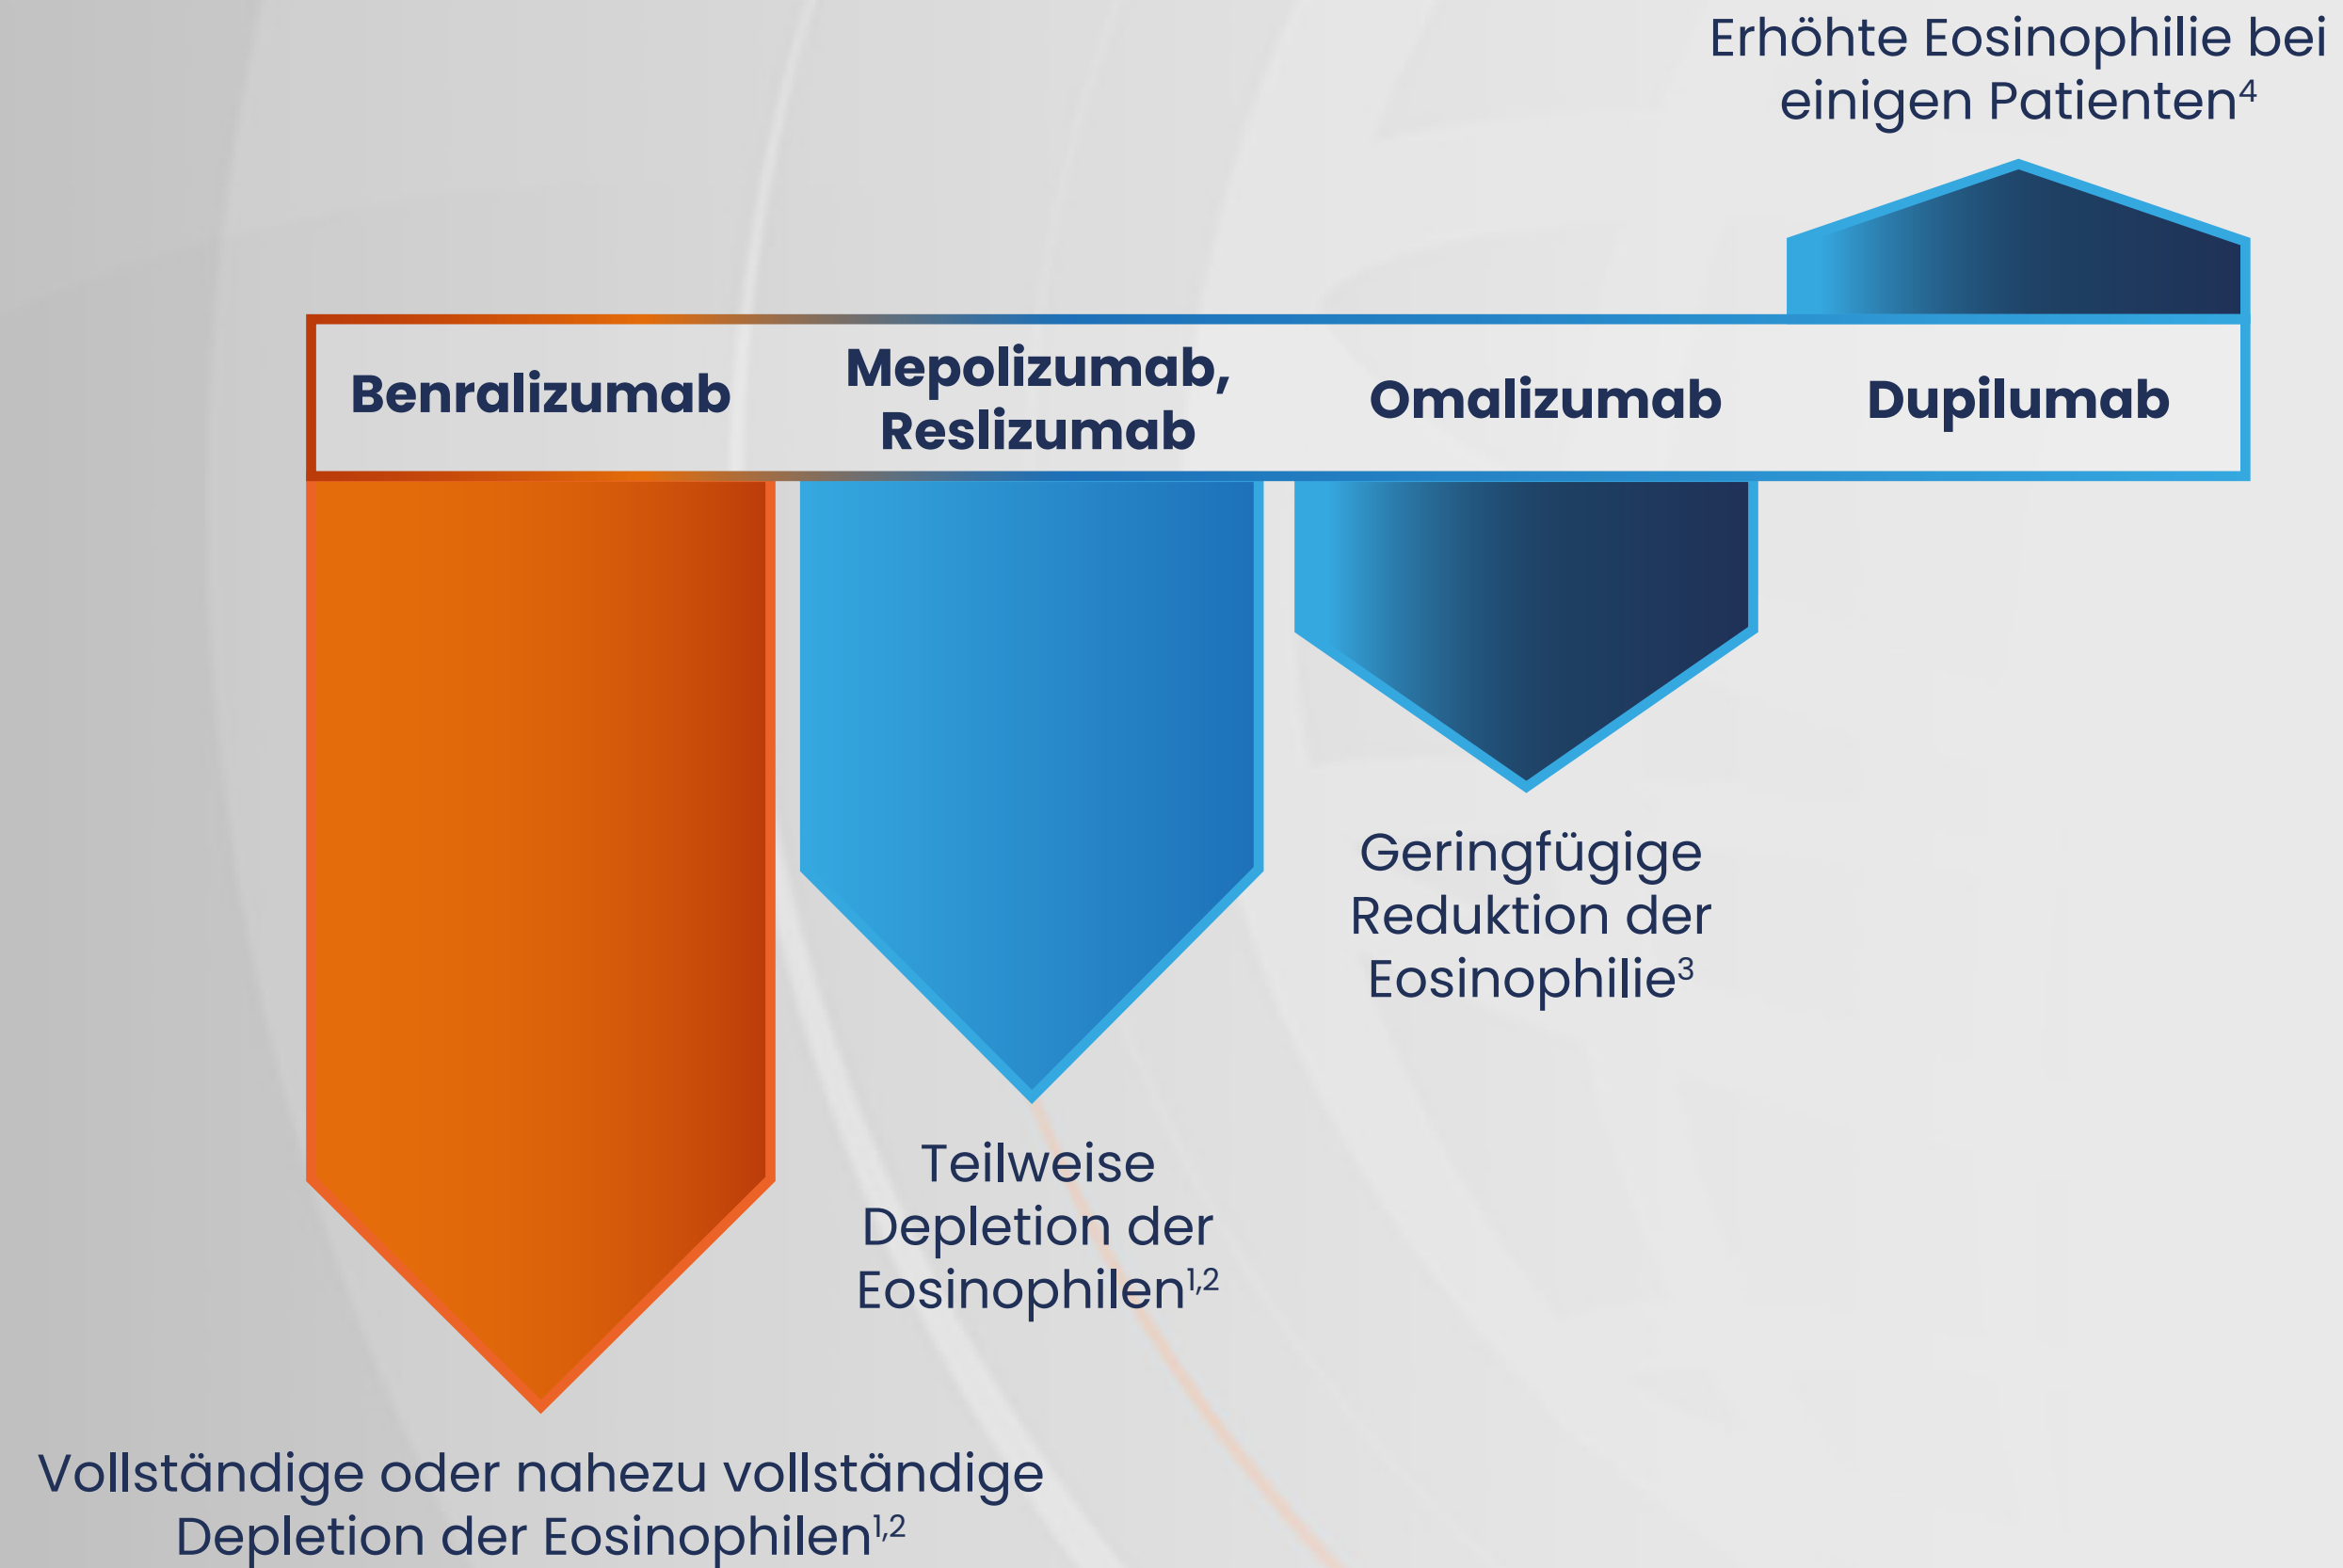 Erhöhte Eosinophilie bei
einigen Patienten⁴
Benralizumab
Mepolizumab,
Reslizumab
Omalizumab
Dupilumab
Geringfügige
Reduktion der
Eosinophilie³
Teilweise
Depletion der
Eosinophilen¹,²
Vollständige oder nahezu vollständige
Depletion der Eosinophilen¹,²